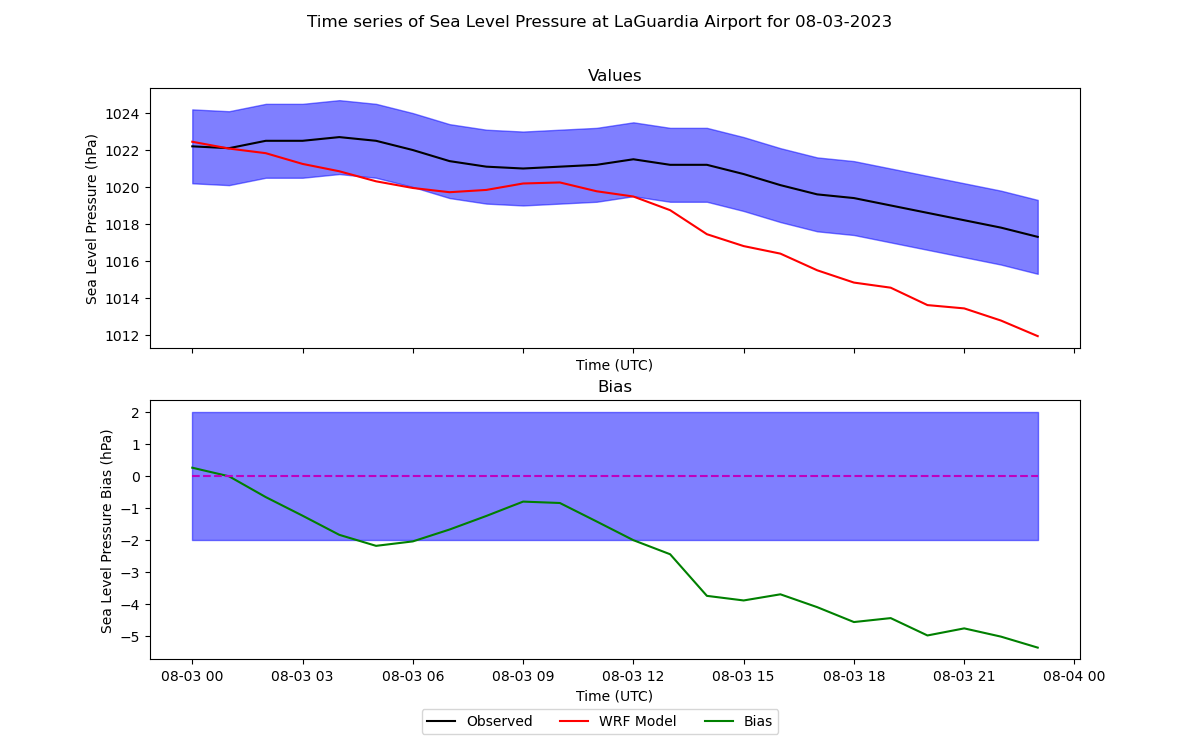 Time series of Sea Level Pressure at LaGuardia Airport for 08-03-2023
Values
Sea Level Pressure (hPa)
1024
1022
1020
1018
1016
1014
1012
Time (UTC)
Bias
Sea Level Pressure Bias (hPa)
2
1
0
−1
−2
−3
−4
−5
08-03 00 08-03 03 08-03 06 08-03 09 08-03 12 08-03 15 08-03 18 08-03 21 08-04 00
Time (UTC)
Observed WRF Model Bias